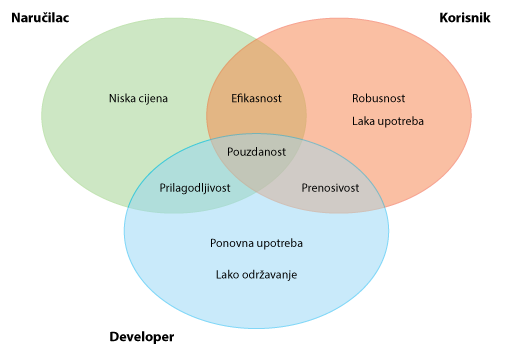 Naručilac
Korisnik
Niska cijena
Efikasnost
Robusnost
Laka upotreba
Pouzdanost
Prilagodljivost
Prenosivost
Ponovna upotreba
Lako održavanje
Developer